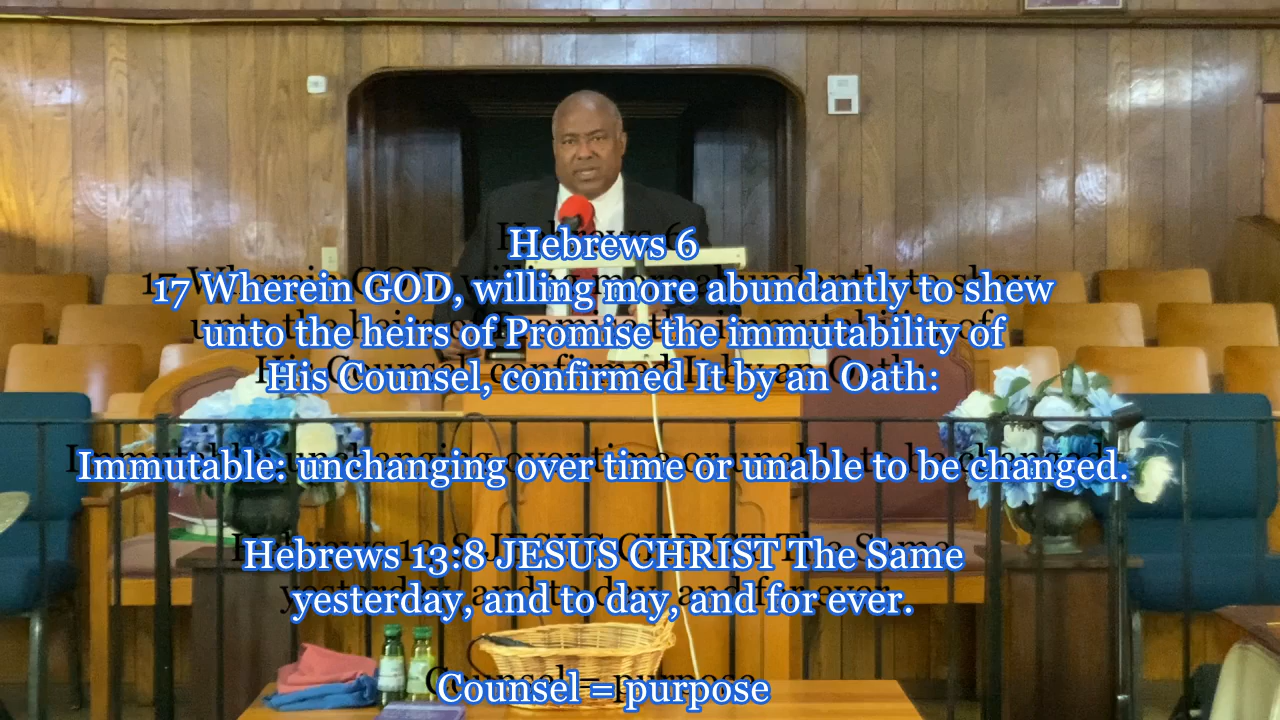 Hebrews 6
17 Wherein GOD, willing more abundantly to shew
unto the heirs of Promise the immutability of
His Counsel, confirmed It by an Oath:
Immutable: unchanging over time or unable to be changed.
Hebrews 13:8 JESUS CHRIST The Same
yesterday, and to day, and for ever.
Counsel = purpose